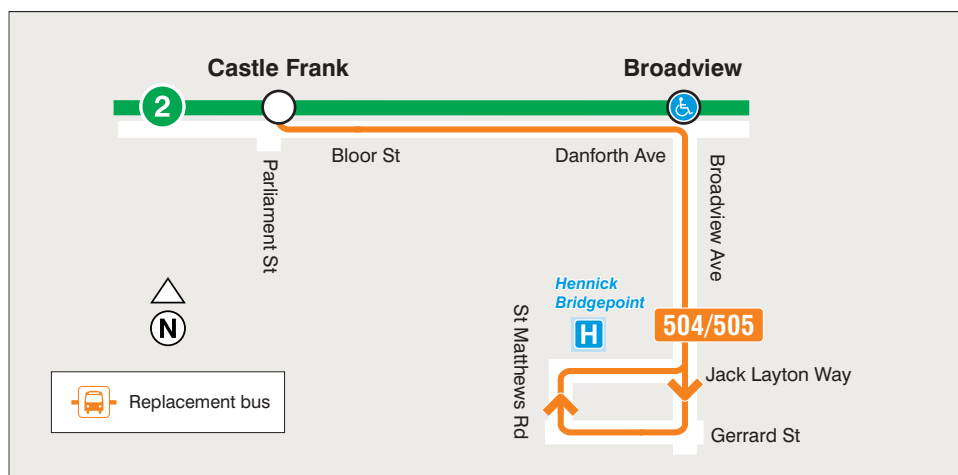 Castle Frank
Broadview
2
Bloor St
Danforth Ave
Parliament St
Broadview Ave
Hennick
Bridgepoint
H
504/505
St Matthews Rd
N
Jack Layton Way
Replacement bus
Gerrard St